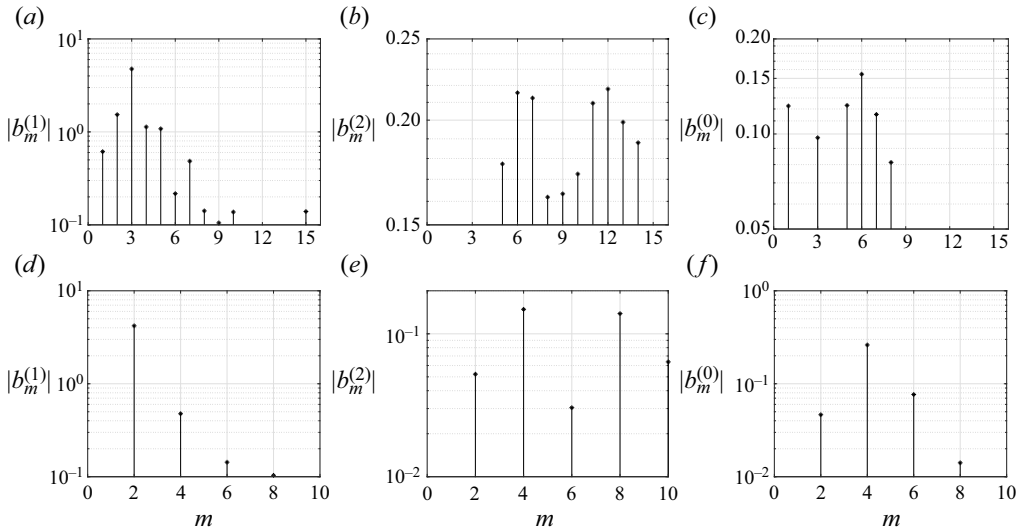 (a)
|b_m^(1)|
10^1
10^0
10^−1
0 3 6 9 12 15
(b)
|b_m^(2)|
0.25
0.20
0.15
0 3 6 9 12 15
(c)
|b_m^(0)|
0.20
0.15
0.10
0.05
0 3 6 9 12 15
(d)
|b_m^(1)|
10^1
10^0
10^−1
0 2 4 6 8 10
m
(e)
|b_m^(2)|
10^−1
10^−2
0 2 4 6 8 10
m
(f)
|b_m^(0)|
10^0
10^−1
10^−2
0 2 4 6 8 10
m